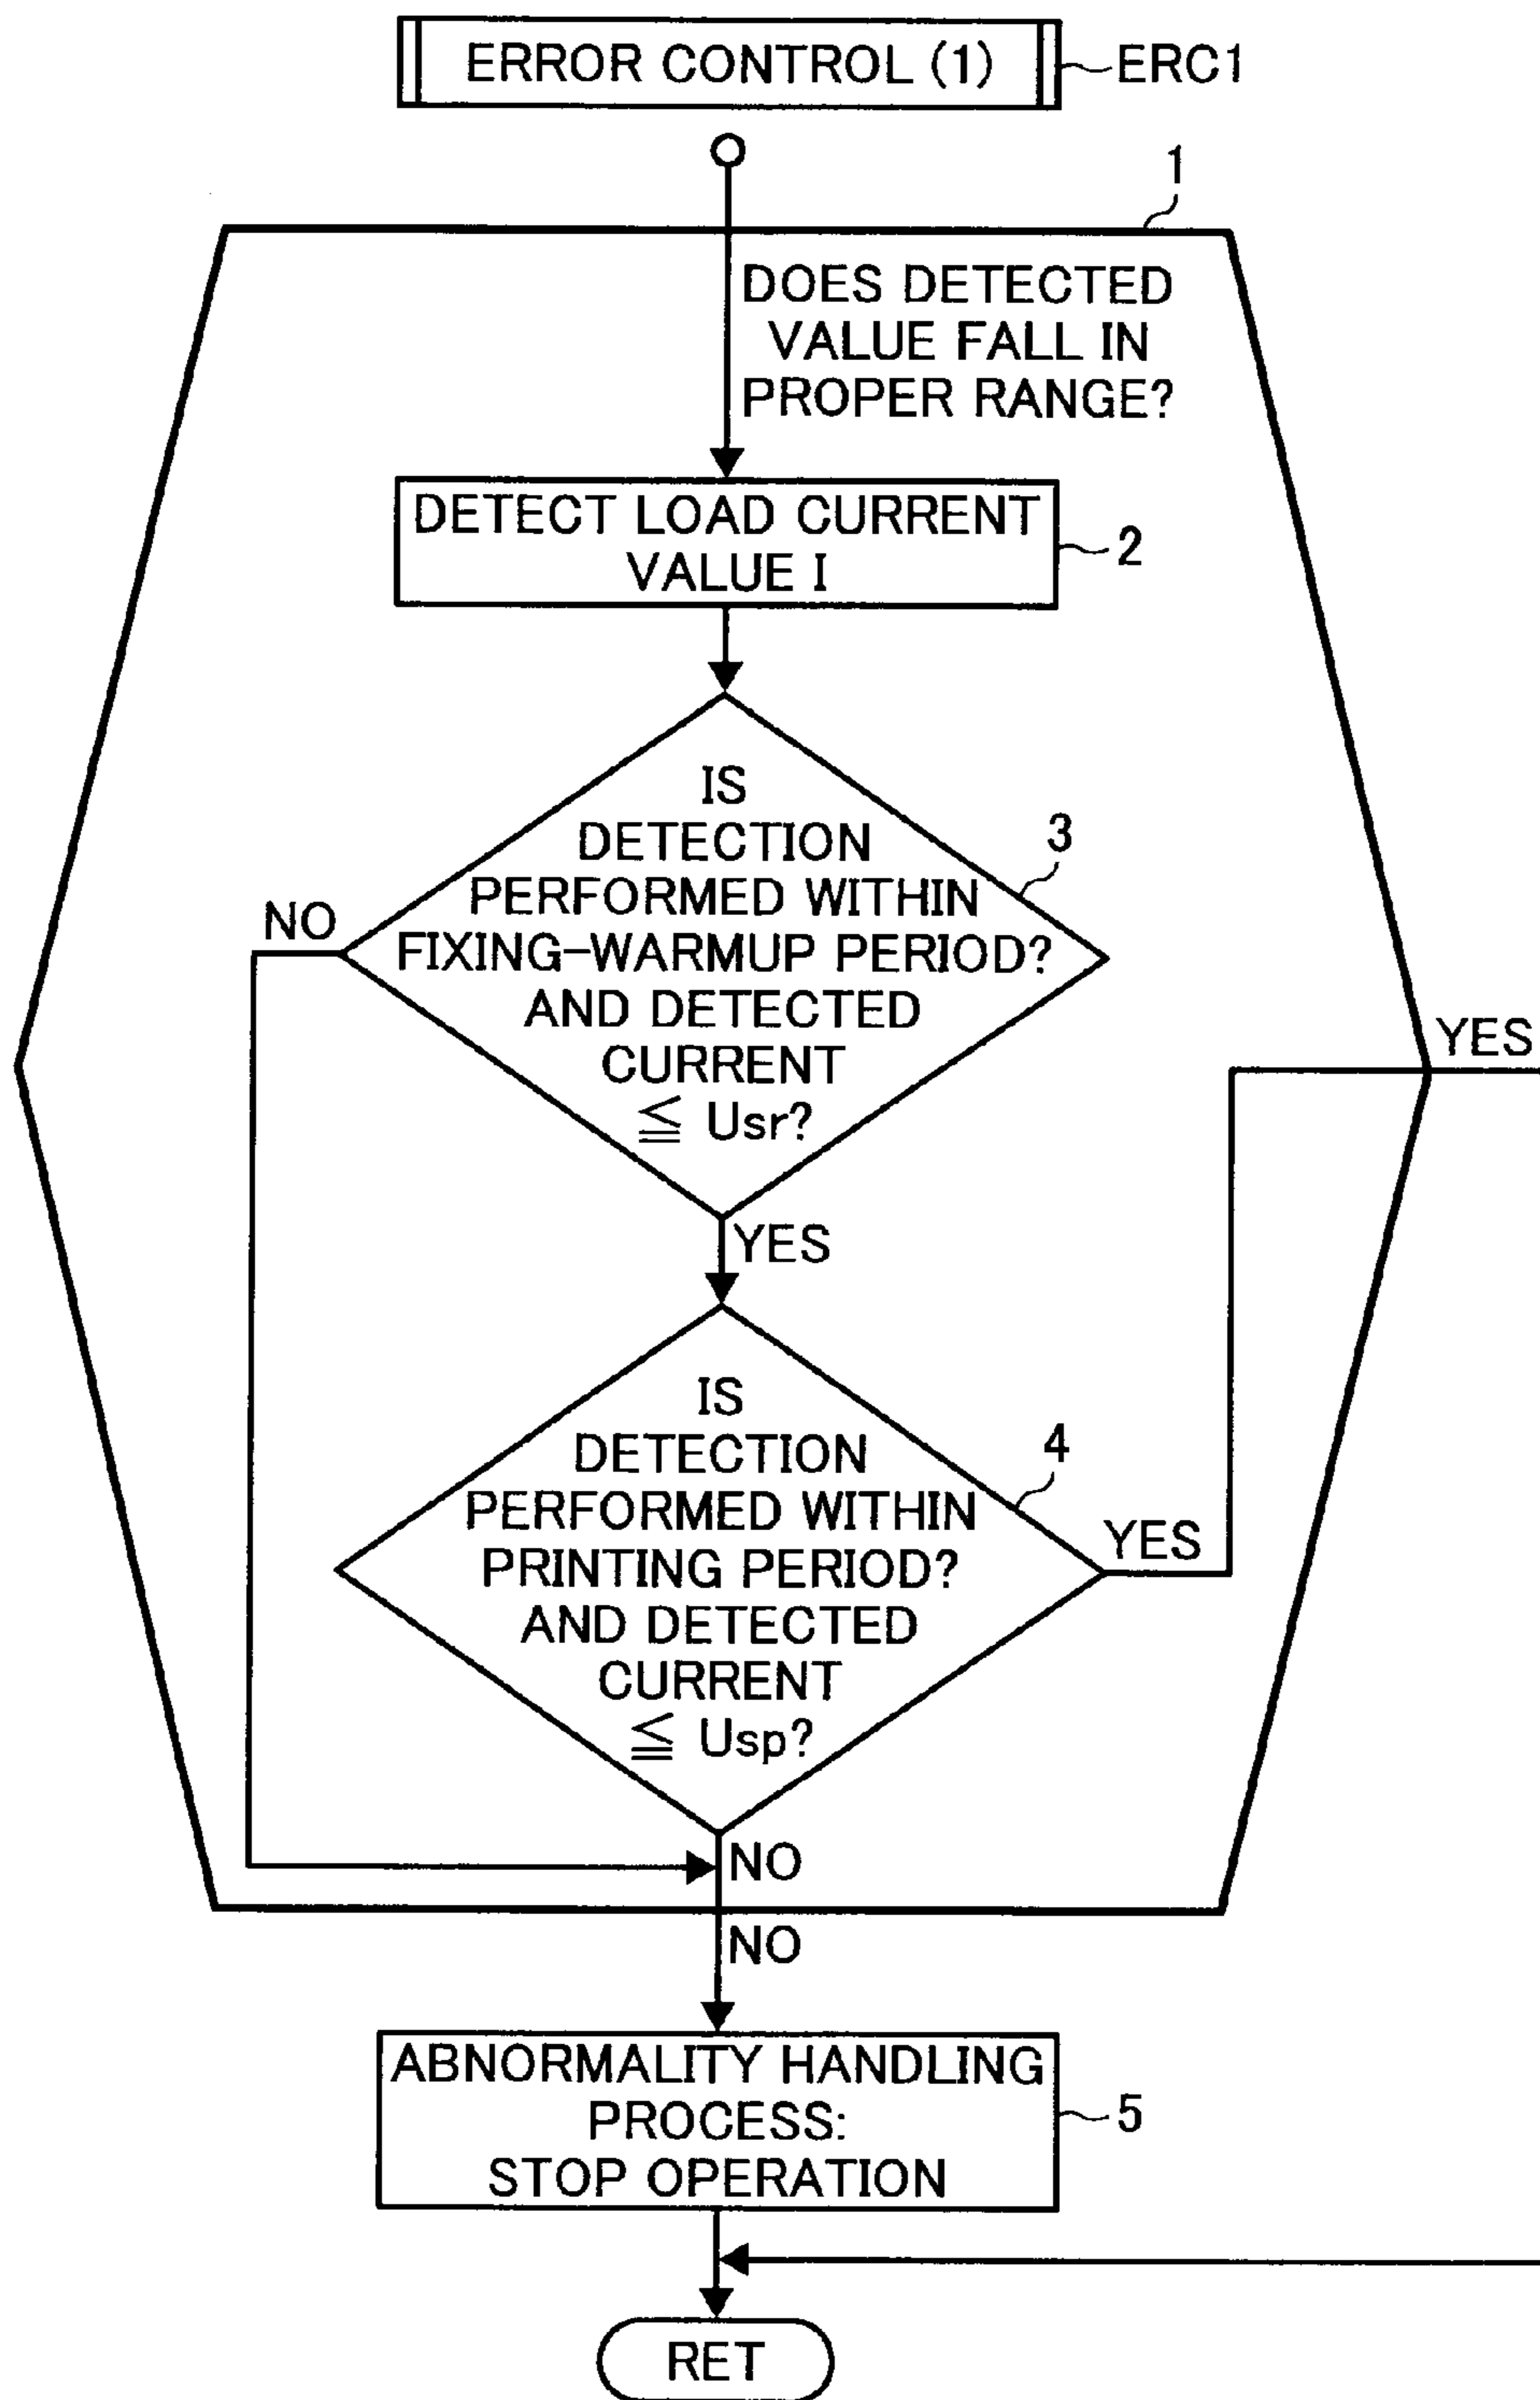 ERROR CONTROL (1)
ERC1
1
DOES DETECTED
VALUE FALL IN
PROPER RANGE?
DETECT LOAD CURRENT
VALUE I
2
IS
DETECTION
PERFORMED WITHIN
FIXING-WARMUP PERIOD?
AND DETECTED
CURRENT
≦ Usr?
3
NO
YES
YES
IS
DETECTION
PERFORMED WITHIN
PRINTING PERIOD?
AND DETECTED
CURRENT
≦ Usp?
4
YES
NO
NO
ABNORMALITY HANDLING
PROCESS:
STOP OPERATION
5
RET